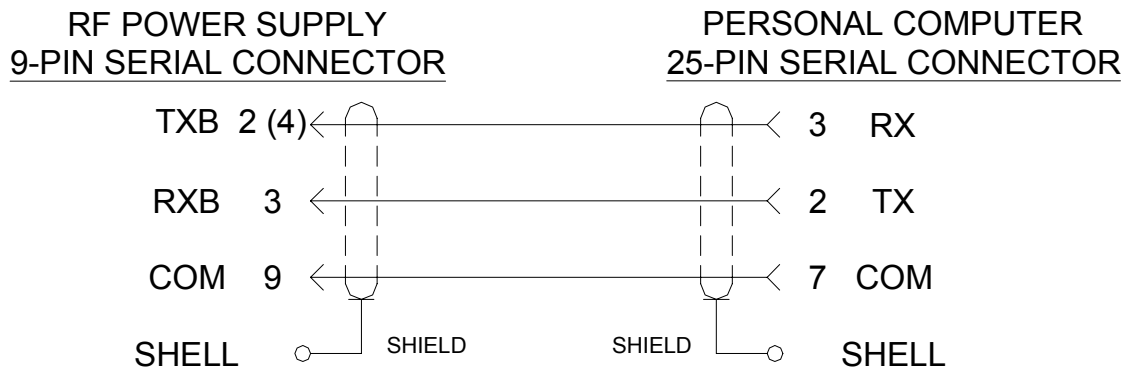 RF POWER SUPPLY
9-PIN SERIAL CONNECTOR
PERSONAL COMPUTER
25-PIN SERIAL CONNECTOR
TXB 2 (4) 3 RX
RXB 3 2 TX
COM 9 7 COM
SHELL SHIELD SHIELD SHELL